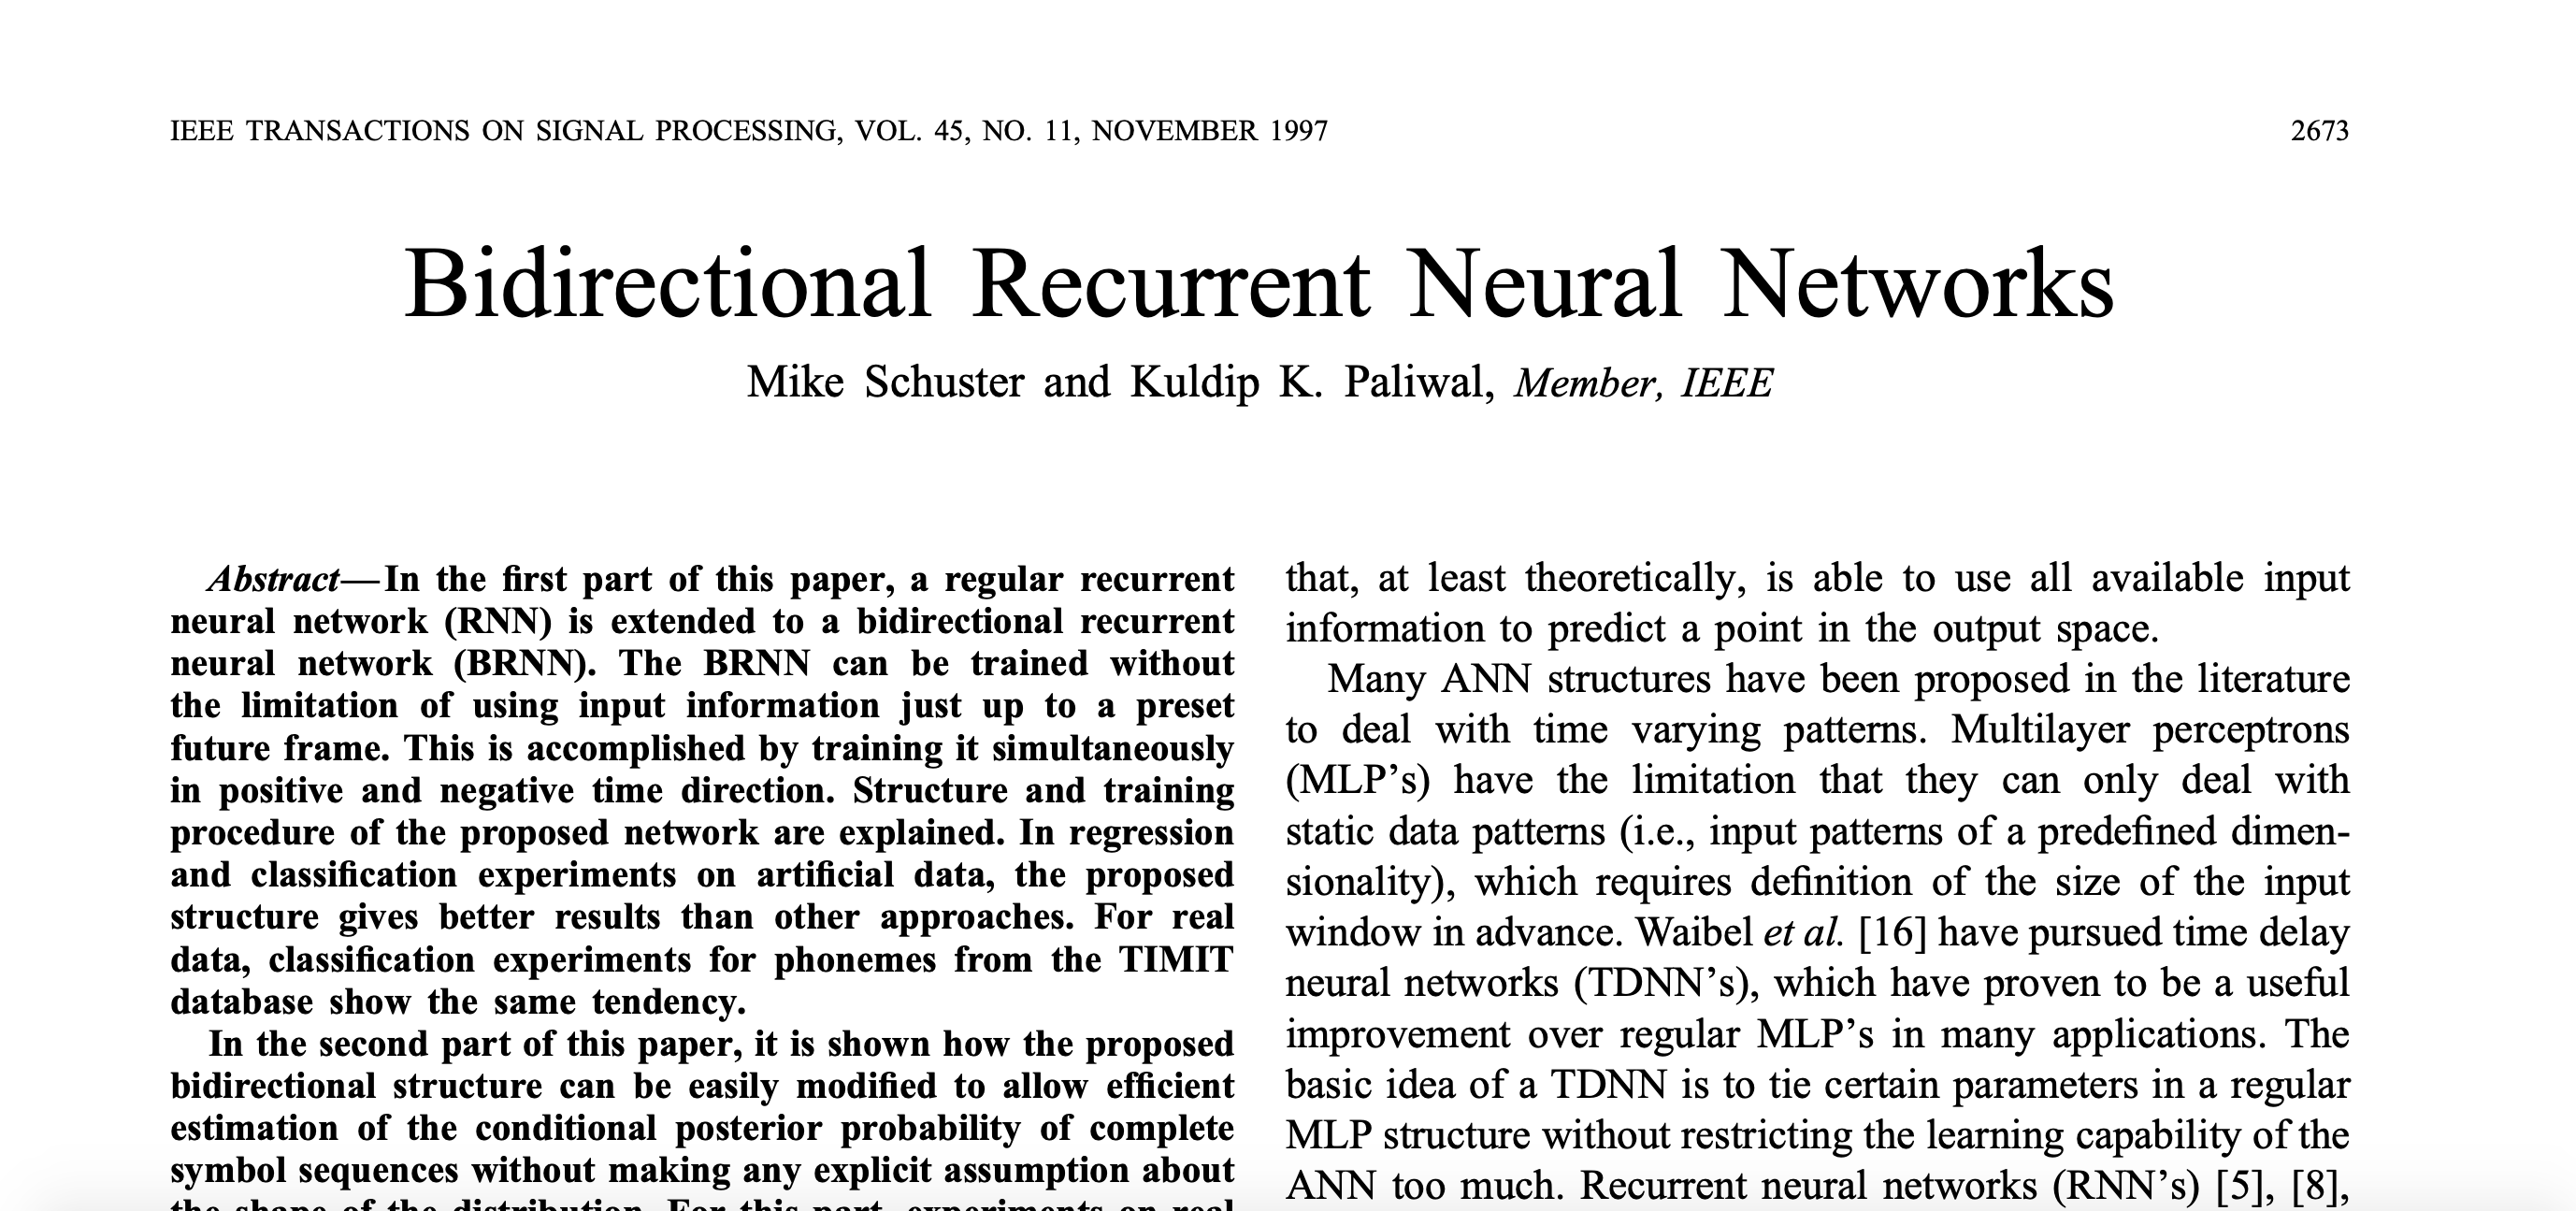 IEEE TRANSACTIONS ON SIGNAL PROCESSING, VOL. 45, NO. 11, NOVEMBER 1997 2673
Bidirectional Recurrent Neural Networks
Mike Schuster and Kuldip K. Paliwal, Member, IEEE
Abstract—In the first part of this paper, a regular recurrent
neural network (RNN) is extended to a bidirectional recurrent
neural network (BRNN). The BRNN can be trained without
the limitation of using input information just up to a preset
future frame. This is accomplished by training it simultaneously
in positive and negative time direction. Structure and training
procedure of the proposed network are explained. In regression
and classification experiments on artificial data, the proposed
structure gives better results than other approaches. For real
data, classification experiments for phonemes from the TIMIT
database show the same tendency.
In the second part of this paper, it is shown how the proposed
bidirectional structure can be easily modified to allow efficient
estimation of the conditional posterior probability of complete
symbol sequences without making any explicit assumption about
the shape of the distribution. For this part, experiments on real
that, at least theoretically, is able to use all available input
information to predict a point in the output space.
Many ANN structures have been proposed in the literature
to deal with time varying patterns. Multilayer perceptrons
(MLP's) have the limitation that they can only deal with
static data patterns (i.e., input patterns of a predefined dimen-
sionality), which requires definition of the size of the input
window in advance. Waibel et al. [16] have pursued time delay
neural networks (TDNN's), which have proven to be a useful
improvement over regular MLP's in many applications. The
basic idea of a TDNN is to tie certain parameters in a regular
MLP structure without restricting the learning capability of the
ANN too much. Recurrent neural networks (RNN's) [5], [8],